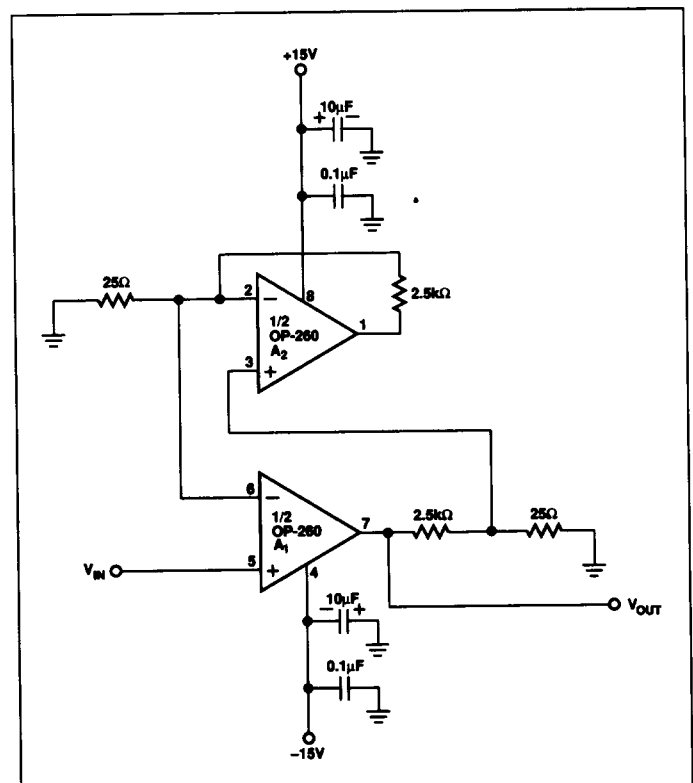 +15V
+ 10µF −
0.1µF
25Ω
2 − 8
1/2
OP-260
A2
3 +
1
2.5kΩ
6 −
1/2
OP-260
A1
7
2.5kΩ
25Ω
VIN
5 +
4
VOUT
− 10µF +
0.1µF
−15V